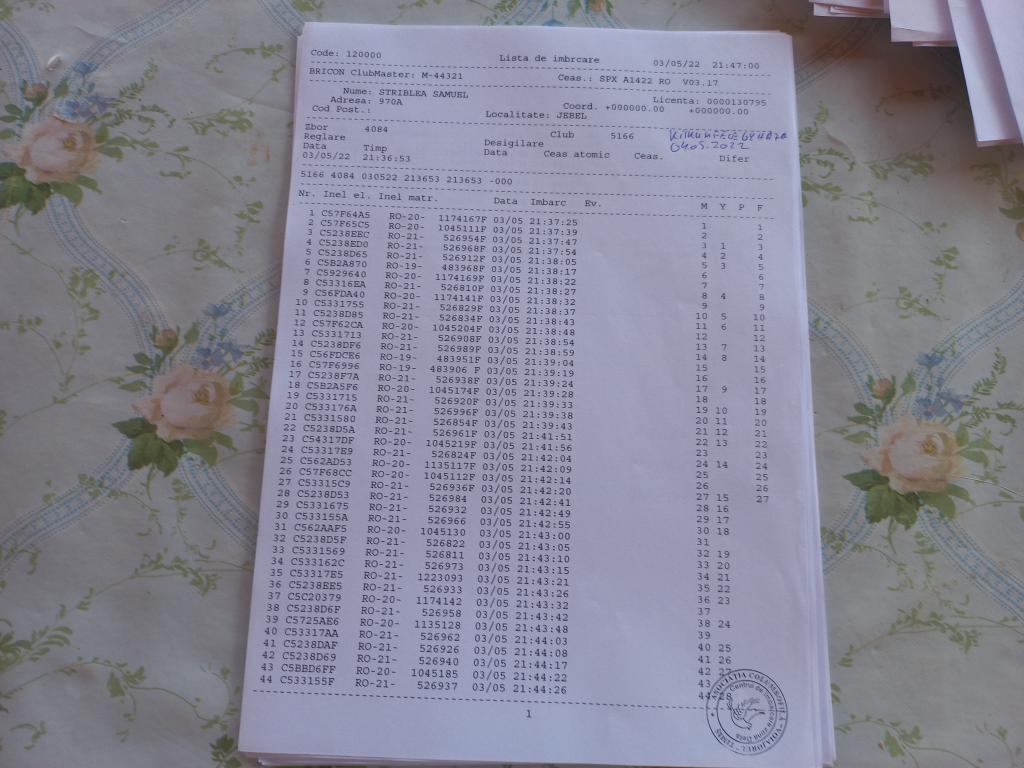 Code: 120000 Lista de imbrcare 03/05/22 21:47:00
BRICON ClubMaster: M-44321 Ceas.: SPX A1422 RO V03.17
Nume: STRIBLEA SAMUEL Licenta: 0000130795
Adresa: 970A Coord. +000000.00 +000000.00
Cod Post.: Localitate: JEBEL
Zbor 4084 Club 5166
Reglare Desigilare 04.05.2022
Data Timp Data Ceas atomic Ceas. Difer
03/05/22 21:36:53
5166 4084 030522 213653 213653 -000
Nr. Inel el. Inel matr. Data Imbarc Ev. M Y P F
1 C57F64A5 RO-20- 1174167F 03/05 21:37:25 1 1
2 C57F65C5 RO-20- 1045111F 03/05 21:37:39 2 2
3 C5238EEC RO-21- 526954F 03/05 21:37:47 3 1 3
4 C5238ED0 RO-21- 526968F 03/05 21:37:54 4 2 4
5 C5238D65 RO-21- 526912F 03/05 21:38:05 5 3 5
6 C5B2A870 RO-19- 483968F 03/05 21:38:17 6 6
7 C5929640 RO-20- 1174169F 03/05 21:38:22 7 7
8 C53316EA RO-21- 526810F 03/05 21:38:27 8 4 8
9 C56FDA40 RO-20- 1174141F 03/05 21:38:32 9 9
10 C5331755 RO-21- 526829F 03/05 21:38:37 10 5 10
11 C5238D85 RO-21- 526834F 03/05 21:38:43 11 6 11
12 C57F62CA RO-20- 1045204F 03/05 21:38:48 12 12
13 C5331713 RO-21- 526908F 03/05 21:38:54 13 7 13
14 C5238DF6 RO-21- 526989F 03/05 21:38:59 14 8 14
15 C56FDCE6 RO-19- 483951F 03/05 21:39:04 15 15
16 C57F6996 RO-19- 483906 F 03/05 21:39:19 16 16
17 C5238F7A RO-21- 526938F 03/05 21:39:24 17 9 17
18 C5B2A5F6 RO-20- 1045174F 03/05 21:39:28 18 18
19 C5331715 RO-21- 526920F 03/05 21:39:33 19 10 19
20 C533176A RO-21- 526996F 03/05 21:39:38 20 11 20
21 C5331580 RO-21- 526854F 03/05 21:39:43 21 12 21
22 C5238D5A RO-21- 526961F 03/05 21:41:51 22 13 22
23 C54317DF RO-20- 1045219F 03/05 21:41:56 23 23
24 C53317E9 RO-21- 526824F 03/05 21:42:04 24 14 24
25 C562AD53 RO-20- 1135117F 03/05 21:42:09 25 25
26 C57F68CC RO-20- 1045112F 03/05 21:42:14 26 26
27 C53315C9 RO-21- 526936F 03/05 21:42:20 27 15 27
28 C5238D53 RO-21- 526984 03/05 21:42:41 28 16
29 C5331675 RO-21- 526932 03/05 21:42:49 29 17
30 C533155A RO-21- 526966 03/05 21:42:55 30 18
31 C562AAF5 RO-20- 1045130 03/05 21:43:00 31
32 C5238D5F RO-21- 526822 03/05 21:43:05 32 19
33 C5331569 RO-21- 526811 03/05 21:43:10 33 20
34 C533162C RO-21- 526973 03/05 21:43:15 34 21
35 C53317E5 RO-21- 1223093 03/05 21:43:21 35 22
36 C5238EE5 RO-21- 526933 03/05 21:43:26 36 23
37 C5C20379 RO-20- 1174142 03/05 21:43:32 37
38 C5238D6F RO-21- 526958 03/05 21:43:42 38 24
39 C5725AE6 RO-20- 1135128 03/05 21:43:48 39
40 C53317AA RO-21- 526962 03/05 21:44:03 40 25
41 C5238DAF RO-21- 526926 03/05 21:44:08 41 26
42 C5238D69 RO-21- 526940 03/05 21:44:17 42 27
43 C5BBD6FF RO-20- 1045185 03/05 21:44:22 43
44 C533155F RO-21- 526937 03/05 21:44:26 44 28
1